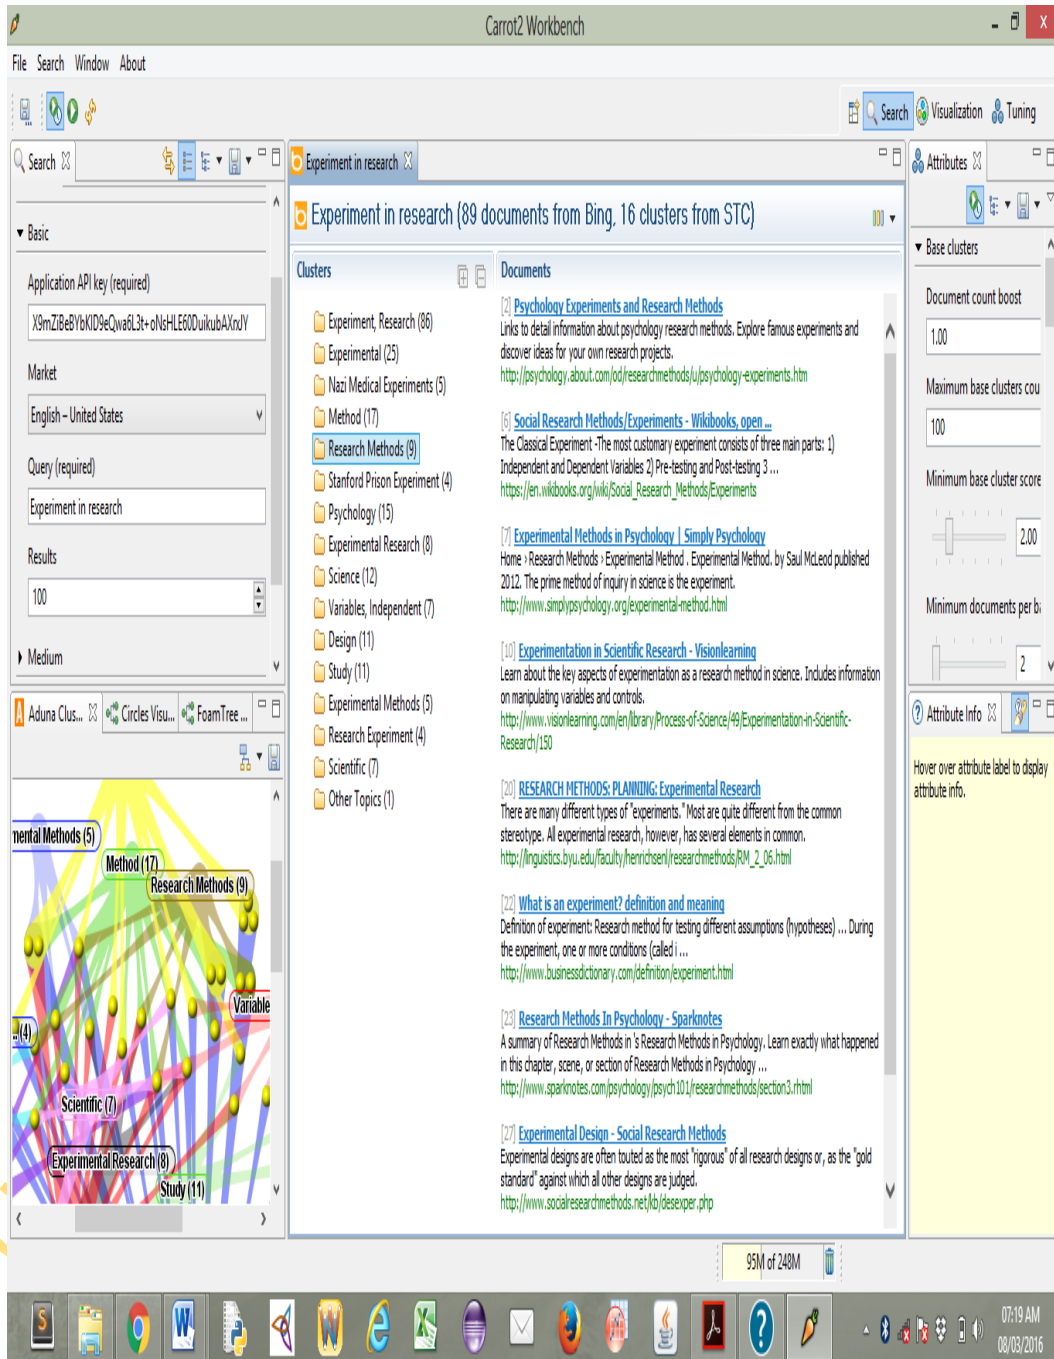 Carrot2 Workbench
File Search Window About
Search Visualization Tuning
Search
Basic
Application API key (required)
Market
English – United States
Query (required)
Experiment in research
Results
100
Medium
Experiment in research
Experiment in research (89 documents from Bing, 16 clusters from STC)
Clusters
Experiment, Research (86)
Experimental (25)
Nazi Medical Experiments (5)
Method (17)
Research Methods (9)
Stanford Prison Experiment (4)
Psychology (15)
Experimental Research (8)
Science (12)
Variables, Independent (7)
Design (11)
Study (11)
Experimental Methods (5)
Research Experiment (4)
Scientific (7)
Other Topics (1)
Documents
[2] Psychology Experiments and Research Methods
Links to detail information about psychology research methods. Explore famous experiments and
discover ideas for your own research projects.
http://psychology.about.com/od/researchmethods/u/psychology-experiments.htm
[6] Social Research Methods/Experiments - Wikibooks, open ...
The Classical Experiment -The most customary experiment consists of three main parts: 1)
Independent and Dependent Variables 2) Pre-testing and Post-testing 3 ...
https://en.wikibooks.org/wiki/Social_Research_Methods/Experiments
[7] Experimental Methods in Psychology | Simply Psychology
Home › Research Methods › Experimental Method . Experimental Method. by Saul McLeod published
2012. The prime method of inquiry in science is the experiment.
http://www.simplypsychology.org/experimental-method.html
[10] Experimentation in Scientific Research - Visionlearning
Learn about the key aspects of experimentation as a research method in science. Includes information
on manipulating variables and controls.
http://www.visionlearning.com/en/library/Process-of-Science/49/Experimentation-in-Scientific-
Research/150
[20] RESEARCH METHODS: PLANNING: Experimental Research
There are many different types of "experiments." Most are quite different from the common
stereotype. All experimental research, however, has several elements in common.
http://linguistics.byu.edu/faculty/henrichsenl/researchmethods/RM_2_06.html
[22] What is an experiment? definition and meaning
Definition of experiment: Research method for testing different assumptions (hypotheses) ... During
the experiment, one or more conditions (called i ...
http://www.businessdictionary.com/definition/experiment.html
[23] Research Methods In Psychology - Sparknotes
A summary of Research Methods in 's Research Methods in Psychology. Learn exactly what happened
in this chapter, scene, or section of Research Methods in Psychology ...
http://www.sparknotes.com/psychology/psych101/researchmethods/section3.rhtml
[27] Experimental Design - Social Research Methods
Experimental designs are often touted as the most "rigorous" of all research designs or, as the "gold
standard" against which all other designs are judged.
http://www.socialresearchmethods.net/kb/desexper.php
Attributes
Base clusters
Document count boost
1.00
Maximum base clusters cou
100
Minimum base cluster score
2.00
Minimum documents per ba
2
Aduna Clus... Circles Visu... FoamTree ...
mental Methods (5)
Method (17)
Research Methods (9)
Variable
... (4)
Scientific (7)
Experimental Research (8)
Study (11)
Attribute Info
Hover over attribute label to display
attribute info.
95M of 248M
07:19 AM
08/03/2016